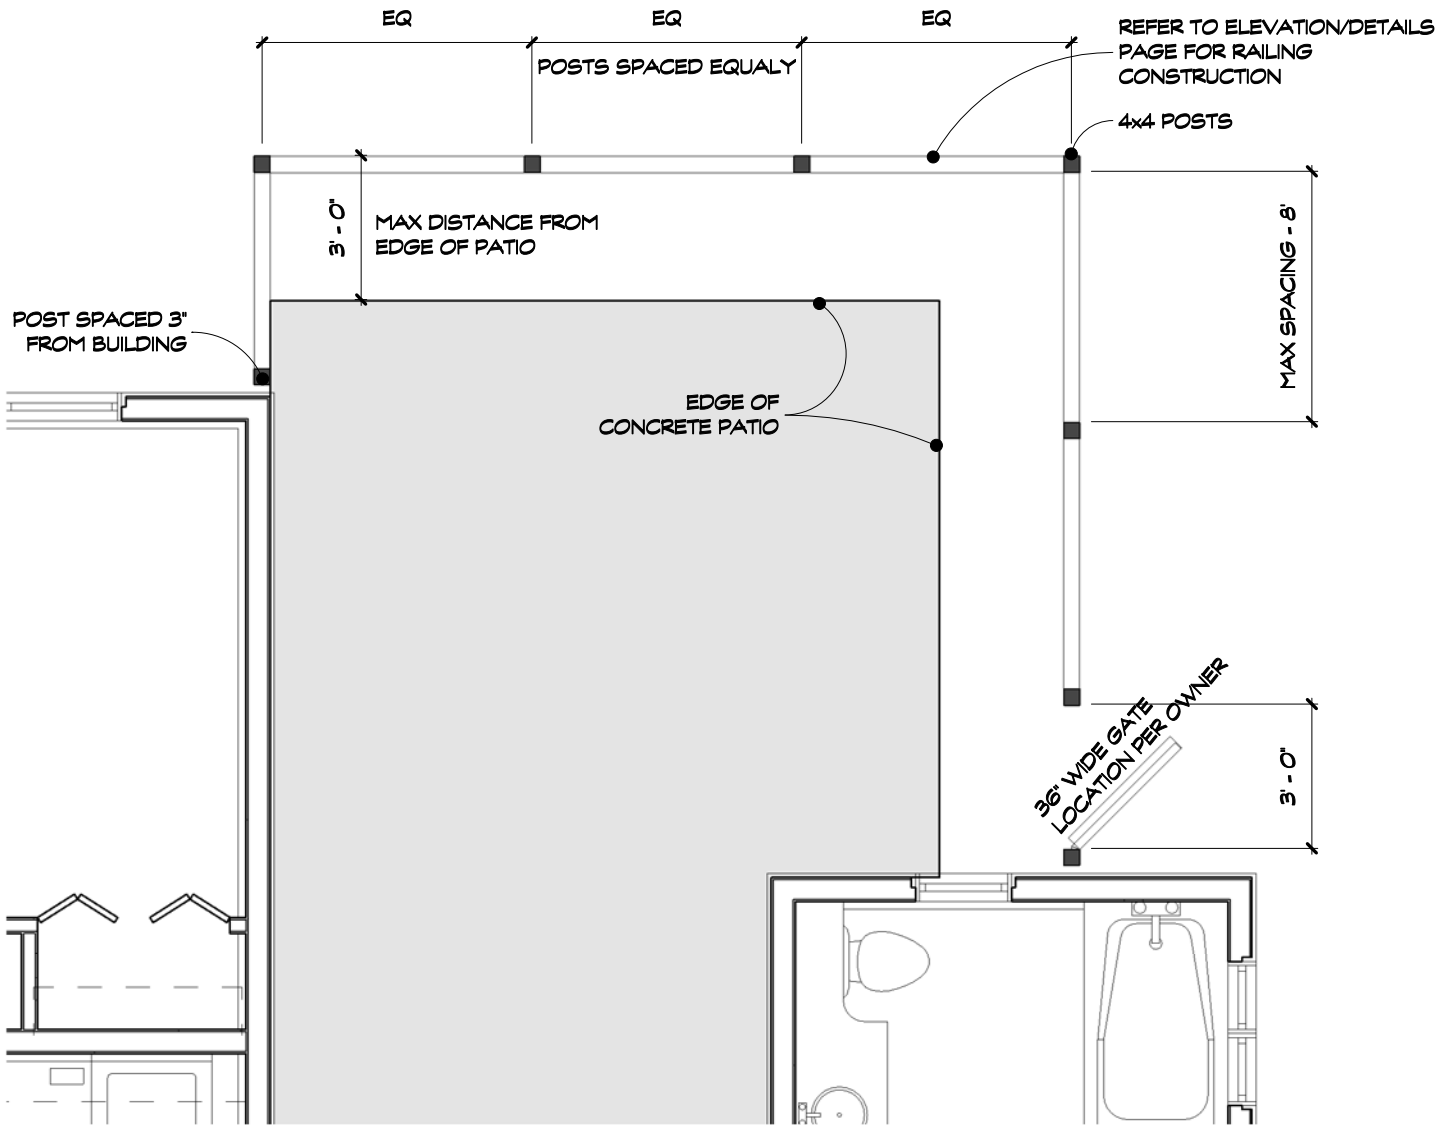 EQ
EQ
EQ
POSTS SPACED EQUALY
REFER TO ELEVATION/DETAILS
PAGE FOR RAILING
CONSTRUCTION
4x4 POSTS
3' - 0"
MAX DISTANCE FROM
EDGE OF PATIO
MAX SPACING - 8'
POST SPACED 3"
FROM BUILDING
EDGE OF
CONCRETE PATIO
36" WIDE GATE
LOCATION PER OWNER
3' - 0"